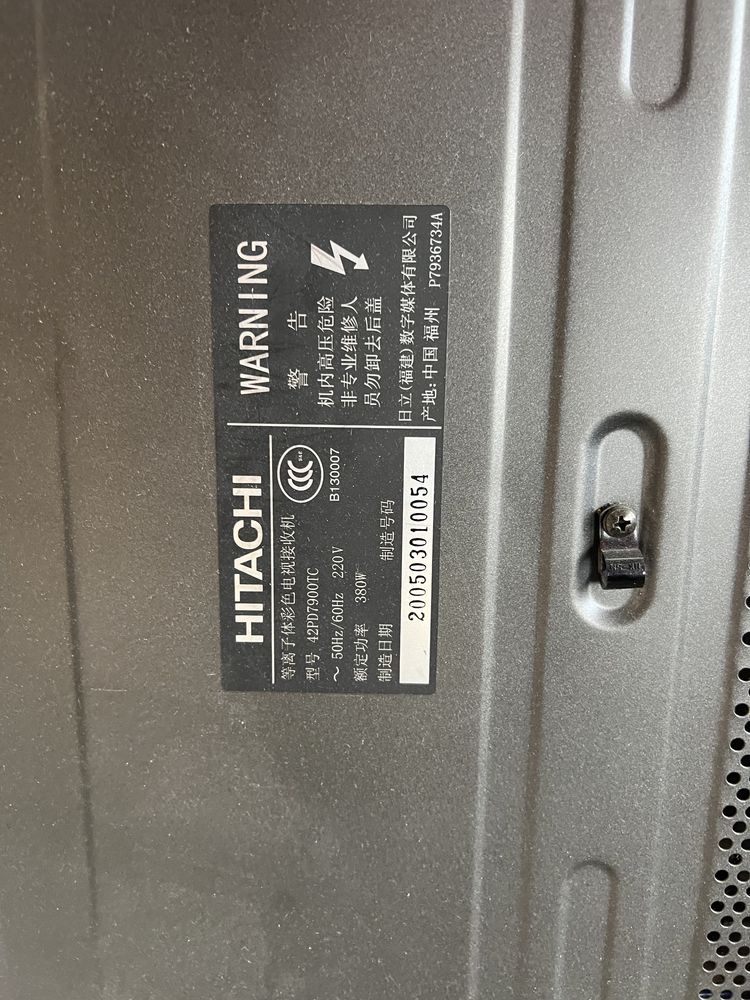 HITACHI
等离子体彩色电视接收机
型号 42PD7900TC
～ 50Hz/60Hz 220V
额定功率 380W
B130007
制造日期 制造号码
200503010054
WARNING
警 告
机内高压危险
非专业维修人
员勿卸去后盖
日立(福建)数字媒体有限公司
产地: 中国 福州 P7936734A